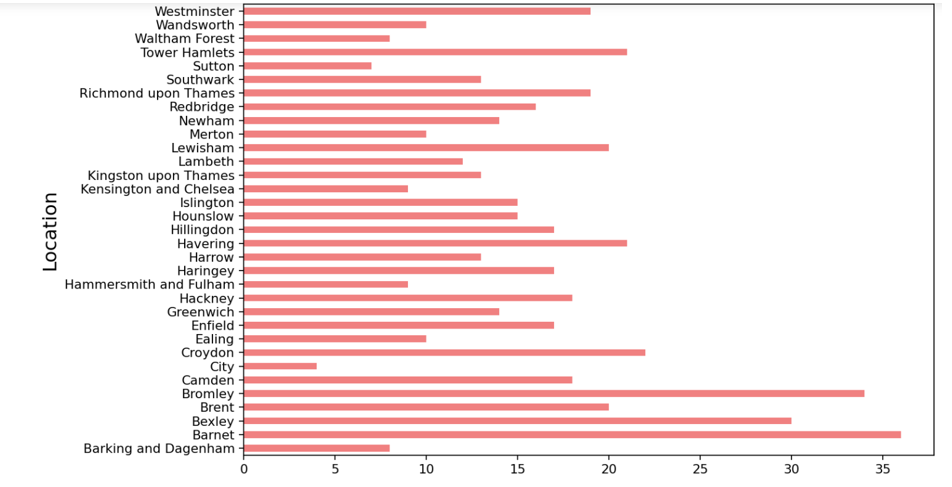 Westminster
Wandsworth
Waltham Forest
Tower Hamlets
Sutton
Southwark
Richmond upon Thames
Redbridge
Newham
Merton
Lewisham
Lambeth
Kingston upon Thames
Kensington and Chelsea
Islington
Hounslow
Hillingdon
Havering
Harrow
Haringey
Hammersmith and Fulham
Hackney
Greenwich
Enfield
Ealing
Croydon
City
Camden
Bromley
Brent
Bexley
Barnet
Barking and Dagenham
Location
0 5 10 15 20 25 30 35